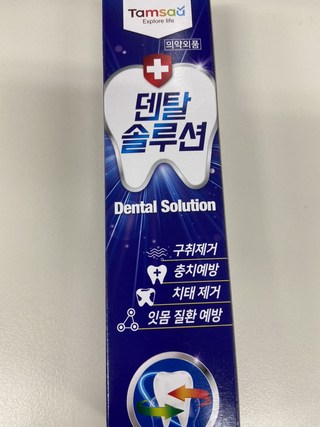 Tamsaü
Explore life
의약외품
덴탈
솔루션
Dental Solution
구취제거
충치예방
치태 제거
잇몸 질환 예방